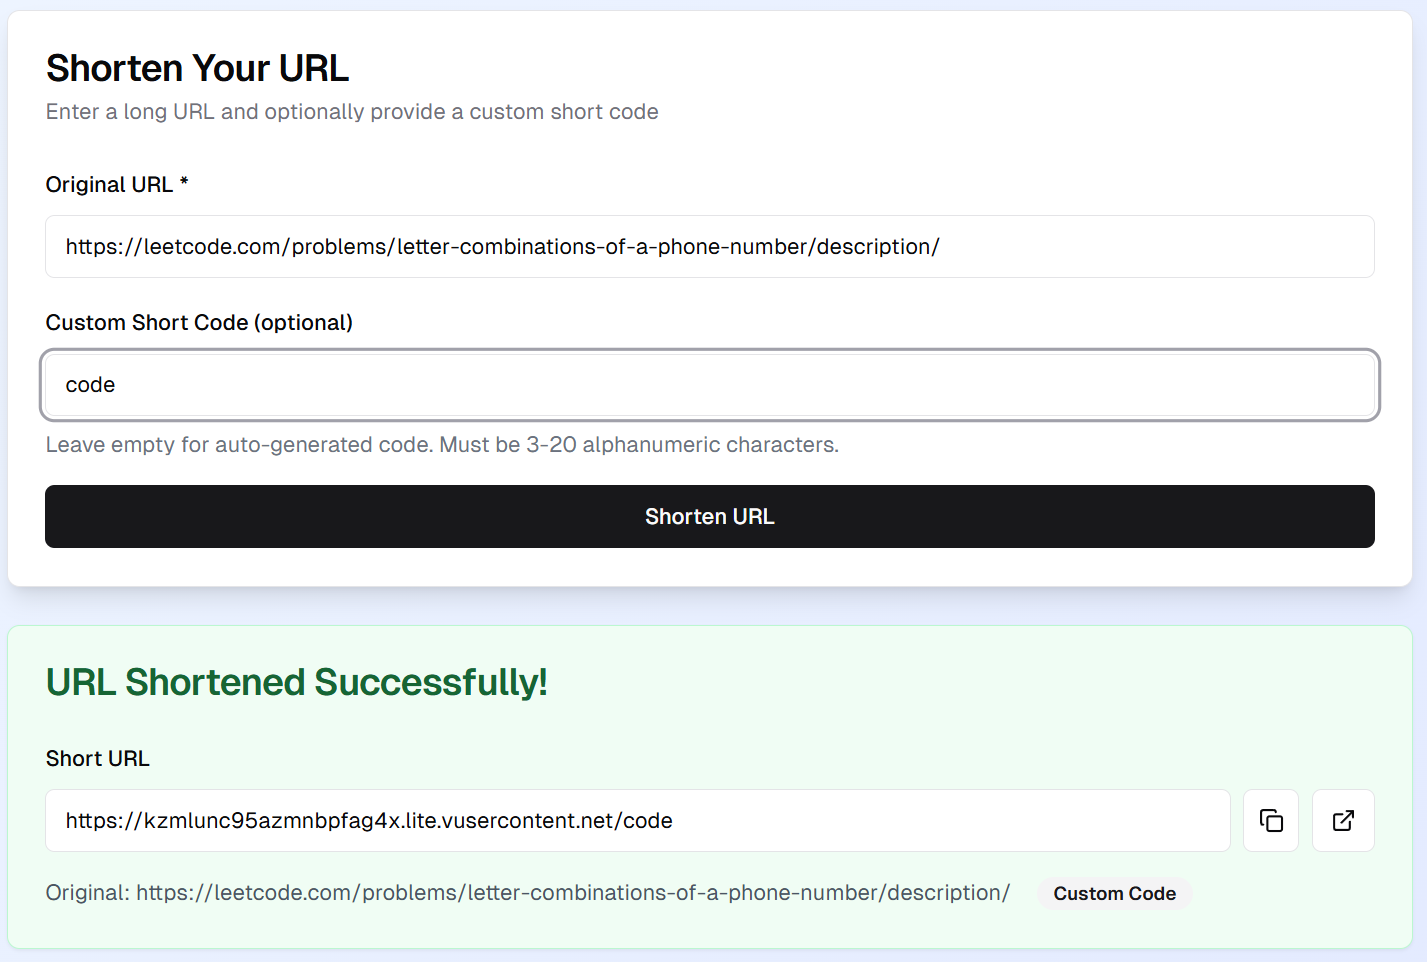 Shorten Your URL
Enter a long URL and optionally provide a custom short code
Original URL *
https://leetcode.com/problems/letter-combinations-of-a-phone-number/description/
Custom Short Code (optional)
code
Leave empty for auto-generated code. Must be 3-20 alphanumeric characters.
Shorten URL
URL Shortened Successfully!
Short URL
https://kzmlunc95azmnbpfag4x.lite.vusercontent.net/code
Original: https://leetcode.com/problems/letter-combinations-of-a-phone-number/description/ Custom Code